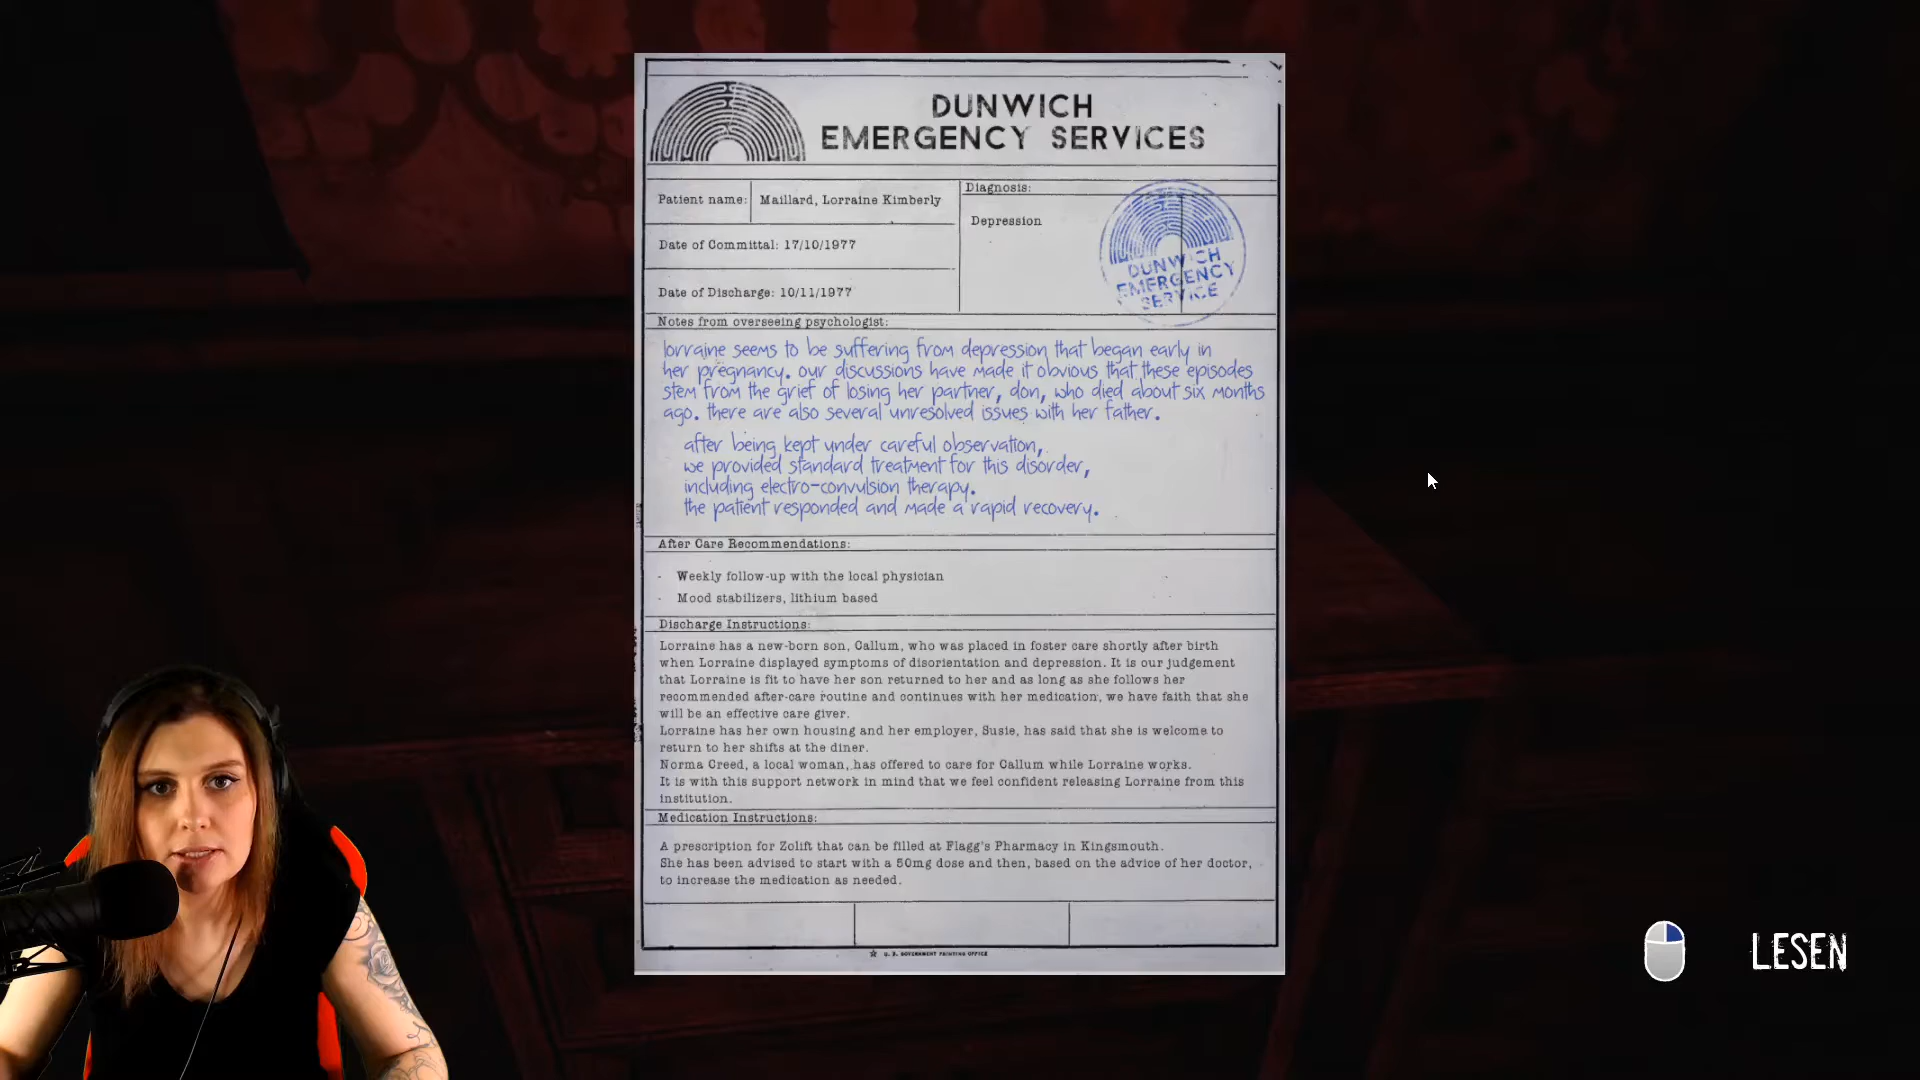 DUNWICH
EMERGENCY SERVICES
Patient name: Maillard, Lorraine Kimberly
Diagnosis:
Depression
Date of Committal: 17/10/1977
Date of Discharge: 10/11/1977
DUNWICH
EMERGENCY
SERVICE
Notes from overseeing psychologist:
lorraine seems to be suffering from depression that began early in
her pregnancy. our discussions have made it obvious that these episodes
stem from the grief of losing her partner, don, who died about six months
ago. there are also several unresolved issues with her father.
after being kept under careful observation,
we provided standard treatment for this disorder,
including electro-convulsion therapy.
the patient responded and made a rapid recovery.
After Care Recommendations:
- Weekly follow-up with the local physician
- Mood stabilizers, lithium based
Discharge Instructions:
Lorraine has a new-born son, Callum, who was placed in foster care shortly after birth
when Lorraine displayed symptoms of disorientation and depression. It is our judgement
that Lorraine is fit to have her son returned to her and as long as she follows her
recommended after-care routine and continues with her medication, we have faith that she
will be an effective care giver.
Lorraine has her own housing and her employer, Susie, has said that she is welcome to
return to her shifts at the diner.
Norma Creed, a local woman, has offered to care for Callum while Lorraine works.
It is with this support network in mind that we feel confident releasing Lorraine from this
institution.
Medication Instructions:
A prescription for Zolift that can be filled at Flagg's Pharmacy in Kingsmouth.
She has been advised to start with a 50mg dose and then, based on the advice of her doctor,
to increase the medication as needed.
☆ U. S. GOVERNMENT PRINTING OFFICE
LESEN